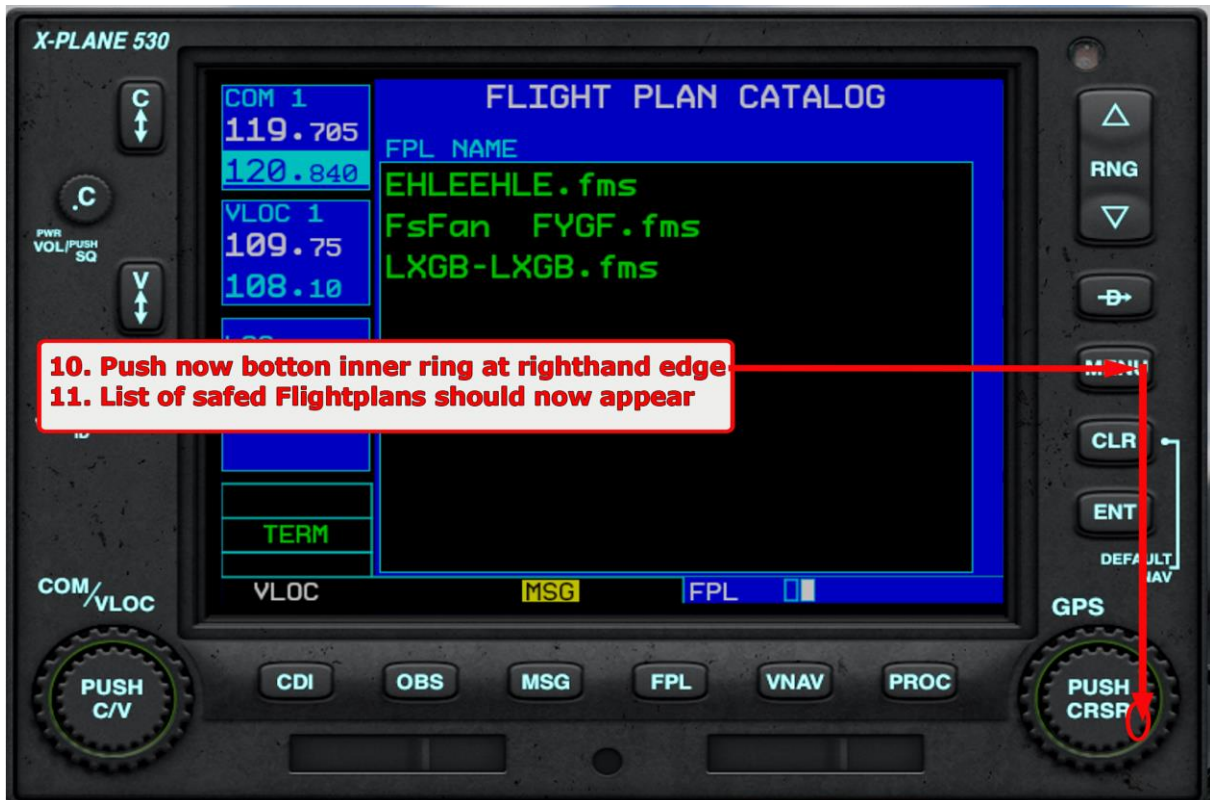 X-PLANE 530
C
.C
PWR
VOL/PUSH
SQ
V
COM 1
119.705
120.840
VLOC 1
109.75
108.10
TERM
VLOC
MSG
FPL
FLIGHT PLAN CATALOG
FPL NAME
EHLEEHLE.fms
FsFan  FYGF.fms
LXGB-LXGB.fms
10. Push now botton inner ring at righthand edge
11. List of safed Flightplans should now appear
RNG
D
MENU
CLR
ENT
DEFAULT
NAV
COM/VLOC
PUSH
C/V
CDI
OBS
MSG
FPL
VNAV
PROC
GPS
PUSH
CRSR